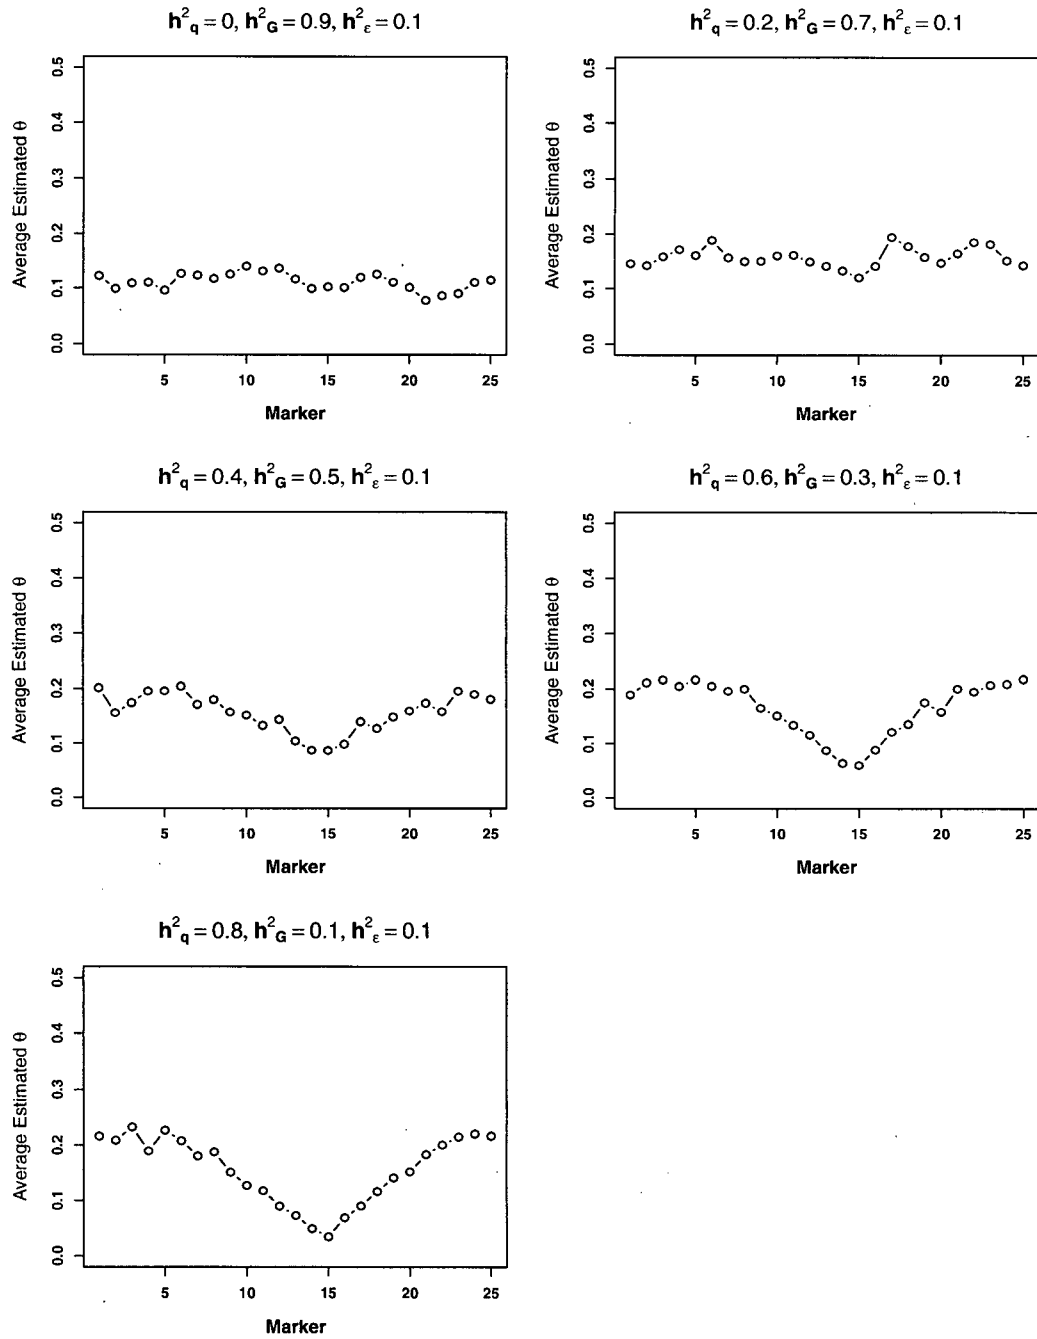 h²q = 0, h²G = 0.9, h²ε = 0.1
Average Estimated θ
0.0 0.1 0.2 0.3 0.4 0.5
5 10 15 20 25
Marker
h²q = 0.2, h²G = 0.7, h²ε = 0.1
Average Estimated θ
0.0 0.1 0.2 0.3 0.4 0.5
5 10 15 20 25
Marker
h²q = 0.4, h²G = 0.5, h²ε = 0.1
Average Estimated θ
0.0 0.1 0.2 0.3 0.4 0.5
5 10 15 20 25
Marker
h²q = 0.6, h²G = 0.3, h²ε = 0.1
Average Estimated θ
0.0 0.1 0.2 0.3 0.4 0.5
5 10 15 20 25
Marker
h²q = 0.8, h²G = 0.1, h²ε = 0.1
Average Estimated θ
0.0 0.1 0.2 0.3 0.4 0.5
5 10 15 20 25
Marker